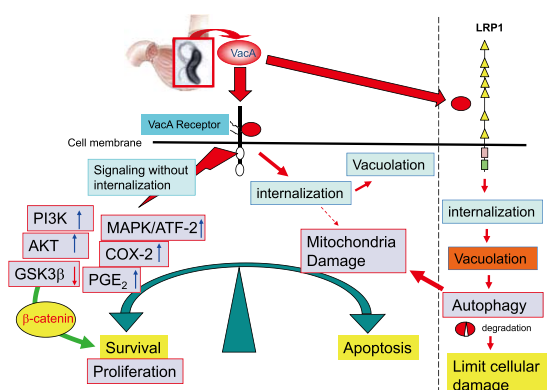 LRP1
VacA
VacA Receptor
Cell membrane
Signaling without
internalization
Vacuolation
internalization
internalization
PI3K
MAPK/ATF-2
AKT
COX-2
Mitochondria
Damage
Vacuolation
GSK3β
PGE2
Autophagy
β-catenin
degradation
Survival
Apoptosis
Proliferation
Limit cellular
damage